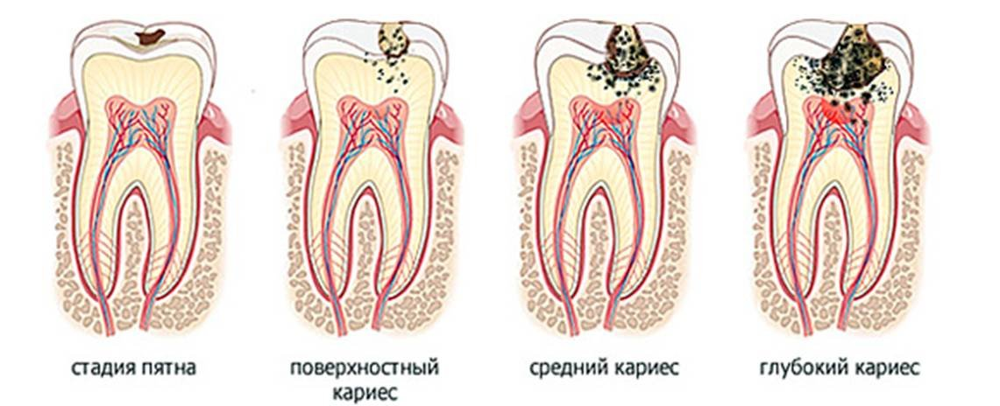 стадия пятна
поверхностный
кариес
средний кариес
глубокий кариес